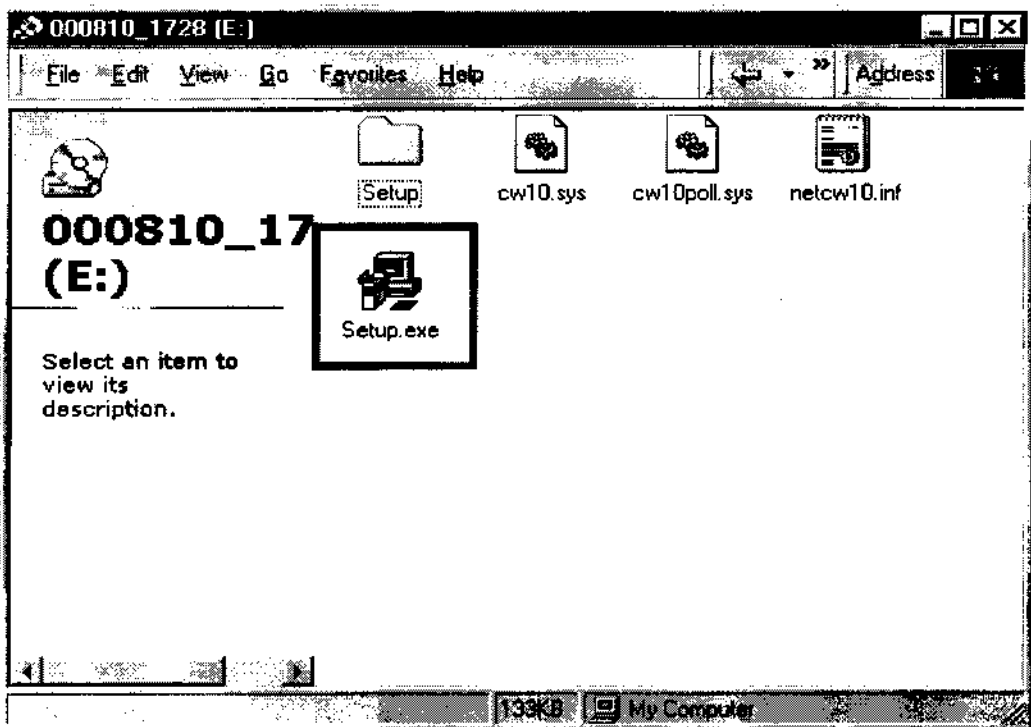 000810_1728 (E:)
File Edit View Go Favorites Help
» Address
Setup cw10.sys cw10poll.sys netcw10.inf
000810_17
(E:)
Setup.exe
Select an item to
view its
description.
133KB My Computer